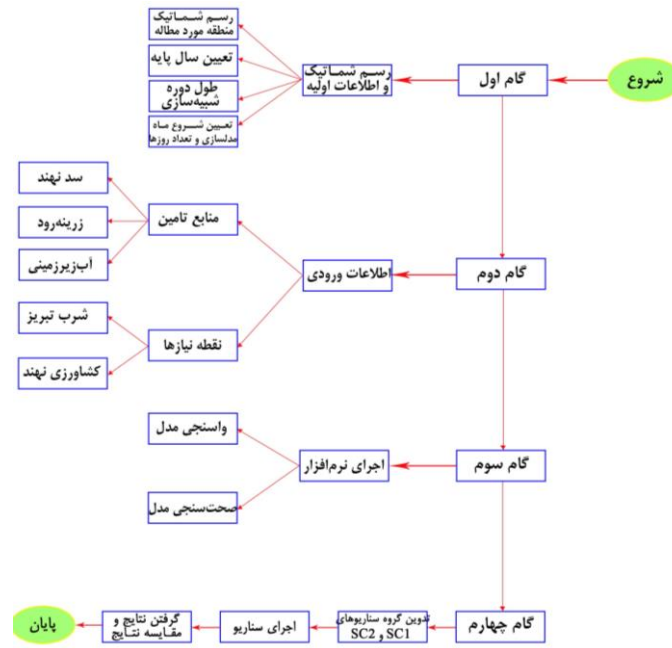 شروع
گام اول
رسم شماتیک
و اطلاعات اولیه
رسم شماتیک
منطقه مورد مطاله
تعیین سال پایه
طول دوره
شبیه‌سازی
تعیین شروع ماه
مدلسازی و تعداد روزها
گام دوم
اطلاعات ورودی
منابع تامین
سد نهند
زرینه‌رود
آب‌زیرزمینی
نقطه نیازها
شرب تبریز
کشاورزی نهند
گام سوم
اجرای نرم‌افزار
واسنجی مدل
صحت‌سنجی مدل
گام چهارم
تدوین گروه سناریوهای
SC1 و SC2
اجرای سناریو
گرفتن نتایج و
مقایسه نتایج
پایان